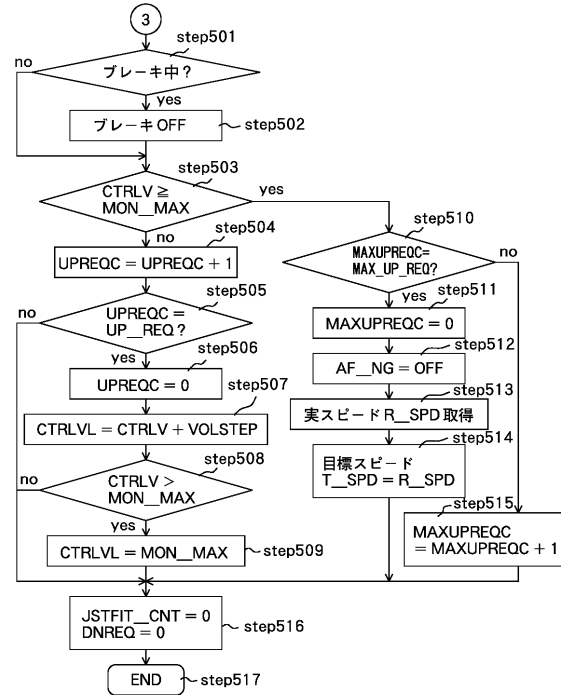 3
step501
ブレーキ中?
no
yes
ブレーキOFF
step502
step503
CTRLV≧
MON__MAX
yes
no
step504
UPREQC=UPREQC+1
step505
UPREQC=
UP__REQ?
no
yes
step506
UPREQC=0
step507
CTRLVL=CTRLV+VOLSTEP
step508
CTRLV>
MON__MAX
no
yes
CTRLVL=MON__MAX
step509
step510
MAXUPREQC=
MAX_UP_REQ?
no
yes
step511
MAXUPREQC=0
step512
AF__NG=OFF
step513
実スピードR__SPD取得
step514
目標スピード
T__SPD=R__SPD
step515
MAXUPREQC
=MAXUPREQC+1
JSTFIT__CNT=0
DNREQ=0
step516
END
step517